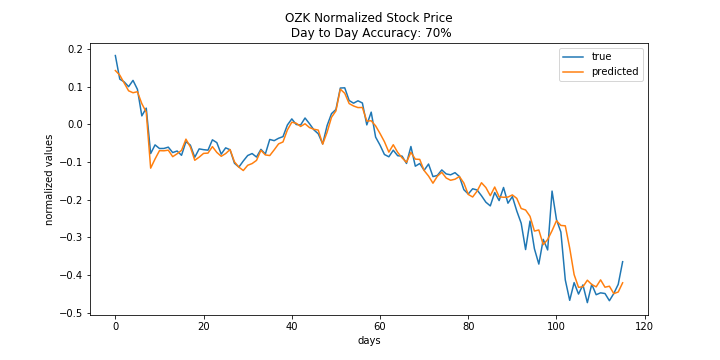 OZK Normalized Stock Price
Day to Day Accuracy: 70%
true
predicted
normalized values
0.2
0.1
0.0
−0.1
−0.2
−0.3
−0.4
−0.5
0 20 40 60 80 100 120
days